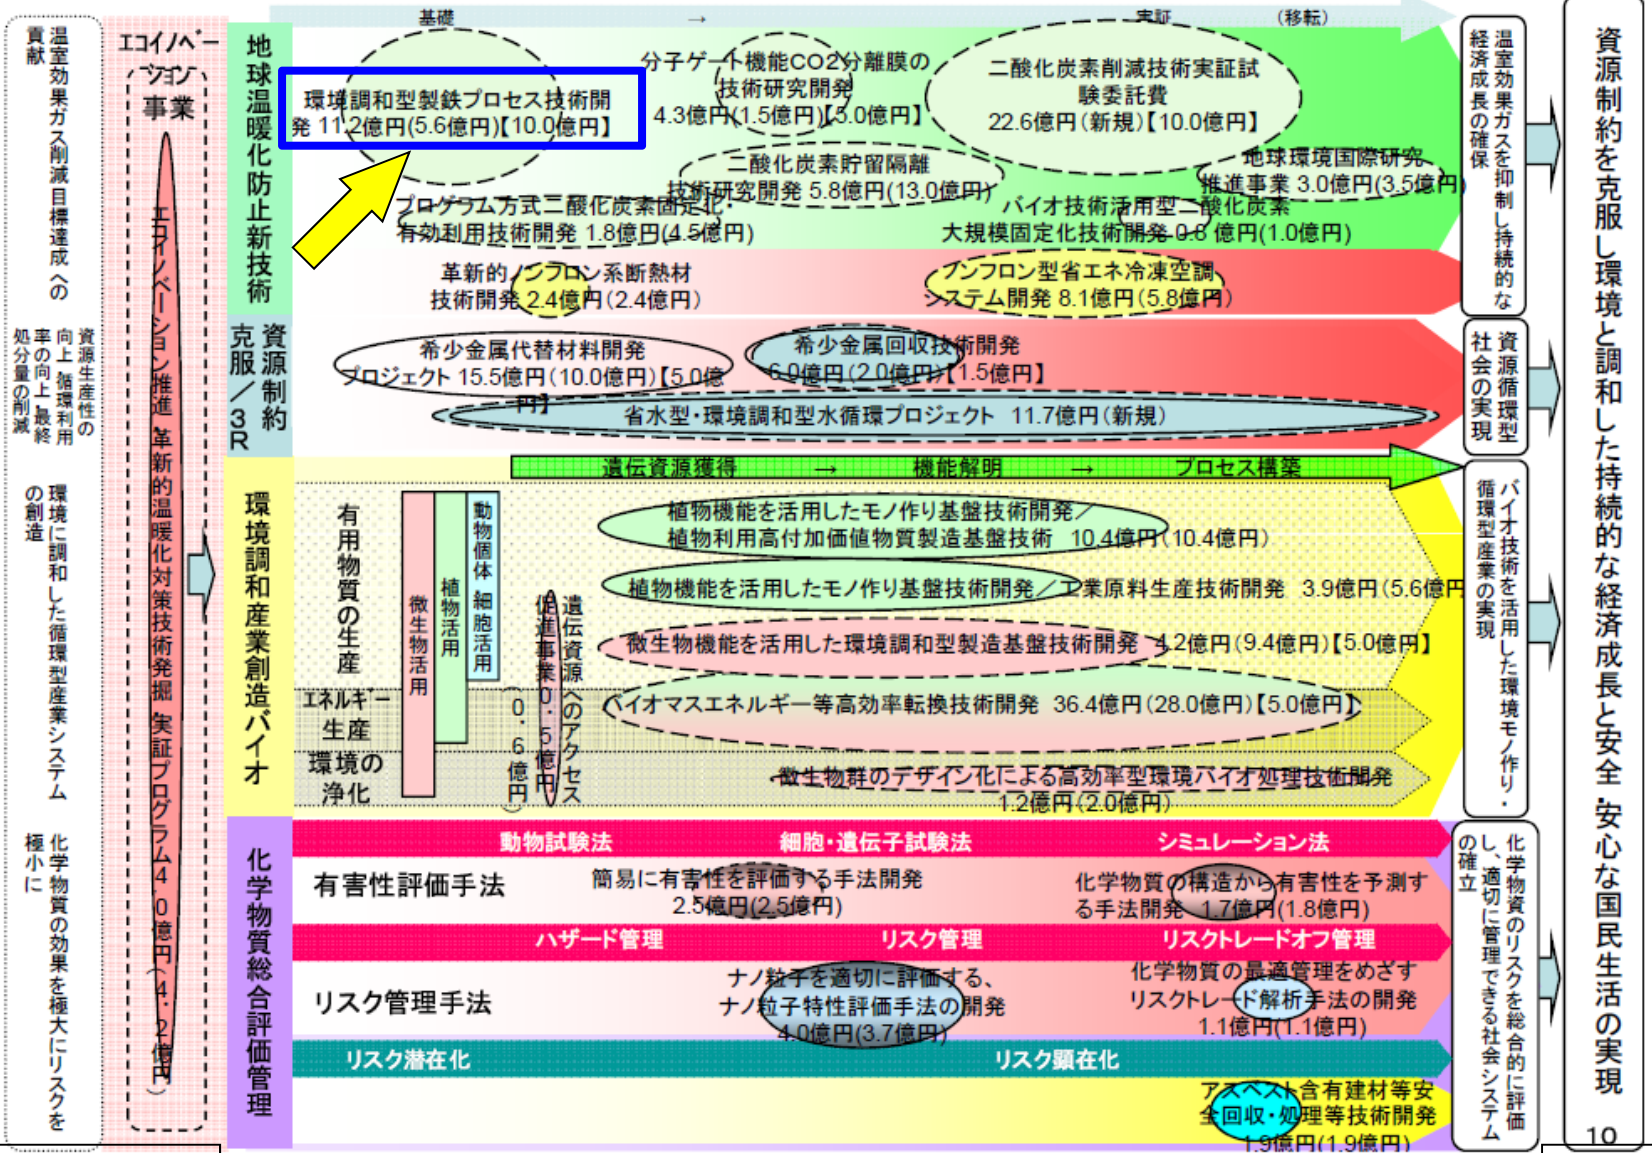 基礎 → 実証 (移転)
温室効果ガス削減目標達成への
貢献
資源生産性の
向上、循環利用
率の向上、最終
処分量の削減
環境に調和した循環型産業システム
の創造
化学物質の効果を極大にリスクを
極小に
エコイノベー
ション
事業
エコイノベーション推進・革新的温暖化対策技術発掘・実証プログラム4.0億円(4.2億円)
地球温暖化防止新技術
環境調和型製鉄プロセス技術開
発 11.2億円(5.6億円)【10.0億円】
分子ゲート機能CO2分離膜の
技術研究開発
4.3億円(1.5億円)【5.0億円】
二酸化炭素削減技術実証試
験委託費
22.6億円(新規)【10.0億円】
二酸化炭素貯留隔離
技術研究開発 5.8億円(13.0億円)
地球環境国際研究
推進事業 3.0億円(3.5億円)
プログラム方式二酸化炭素固定化・
有効利用技術開発 1.8億円(4.5億円)
バイオ技術活用型二酸化炭素
大規模固定化技術開発 0.8 億円(1.0億円)
革新的ノンフロン系断熱材
技術開発 2.4億円(2.4億円)
ノンフロン型省エネ冷凍空調
システム開発 8.1億円(5.8億円)
資源制約
克服/3R
希少金属代替材料開発
プロジェクト 15.5億円(10.0億円)【5.0億
円】
希少金属回収技術開発
6.0億円(2.0億円)【1.5億円】
省水型・環境調和型水循環プロジェクト 11.7億円(新規)
環境調和産業創造バイオ
遺伝資源獲得 → 機能解明 → プロセス構築
有用物質の生産
エネルギー
生産
環境の
浄化
微生物活用
植物活用
動物個体・細胞活用
遺伝資源へのアクセス
促進事業0.5億円
(0.6億円)
植物機能を活用したモノ作り基盤技術開発/
植物利用高付加価値物質製造基盤技術 10.4億円(10.4億円)
植物機能を活用したモノ作り基盤技術開発/工業原料生産技術開発 3.9億円(5.6億円
微生物機能を活用した環境調和型製造基盤技術開発 4.2億円(9.4億円)【5.0億円】
バイオマスエネルギー等高効率転換技術開発 36.4億円(28.0億円)【5.0億円】
微生物群のデザイン化による高効率型環境バイオ処理技術開発
1.2億円(2.0億円)
化学物質総合評価管理
動物試験法 細胞・遺伝子試験法 シミュレーション法
有害性評価手法
簡易に有害性を評価する手法開発
2.5億円(2.5億円)
化学物質の構造から有害性を予測す
る手法開発 1.7億円(1.8億円)
ハザード管理 リスク管理 リスクトレードオフ管理
リスク管理手法
ナノ粒子を適切に評価する、
ナノ粒子特性評価手法の開発
4.0億円(3.7億円)
化学物質の最適管理をめざす
リスクトレード解析手法の開発
1.1億円(1.1億円)
リスク潜在化 リスク顕在化
アスベスト含有建材等安
全回収・処理等技術開発
1.9億円(1.9億円)
温室効果ガスを抑制し持続的な
経済成長の確保
資源循環型
社会の実現
バイオ技術を活用した環境モノ作り・
循環型産業の実現
化学物資のリスクを総合的に評価
し、適切に管理できる社会システム
の確立
資源制約を克服し環境と調和した持続的な経済成長と安全・安心な国民生活の実現
10